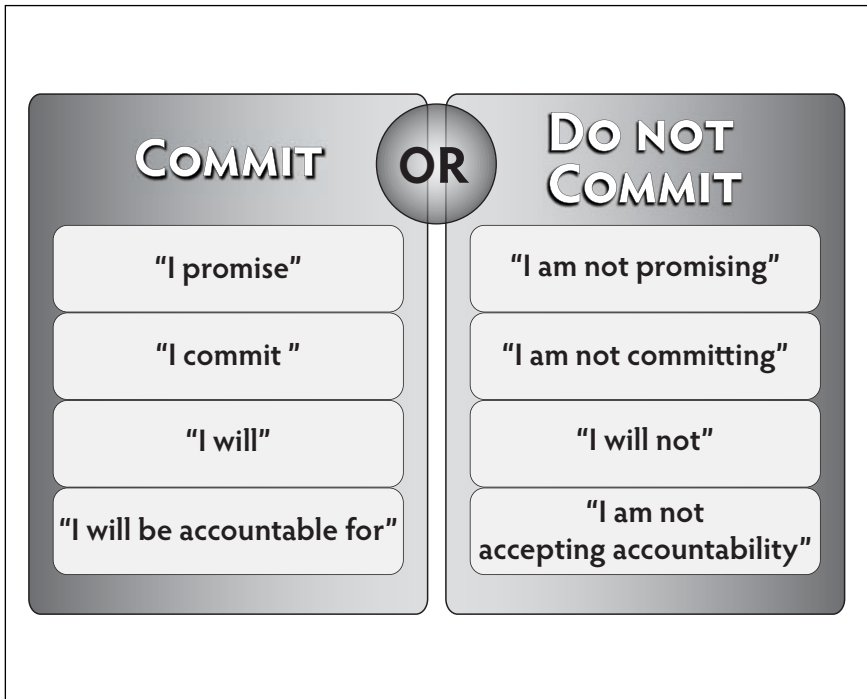 COMMIT
OR
DO NOT
COMMIT
“I promise”
“I commit ”
“I will”
“I will be accountable for”
“I am not promising”
“I am not committing”
“I will not”
“I am not
accepting accountability”